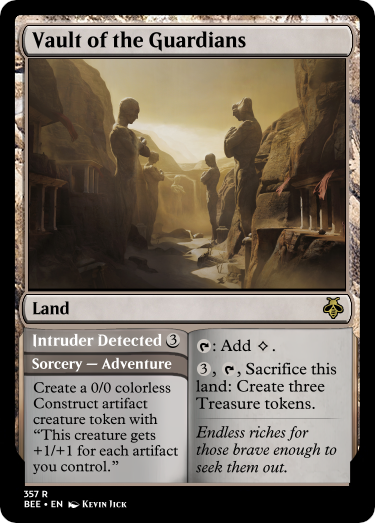 Vault of the Guardians
Land
Intruder Detected 3
Sorcery — Adventure
Create a 0/0 colorless
Construct artifact
creature token with
“This creature gets
+1/+1 for each artifact
you control.”
: Add .
3, , Sacrifice this
land: Create three
Treasure tokens.
Endless riches for
those brave enough to
seek them out.
357 R
BEE • EN Kevin Jick